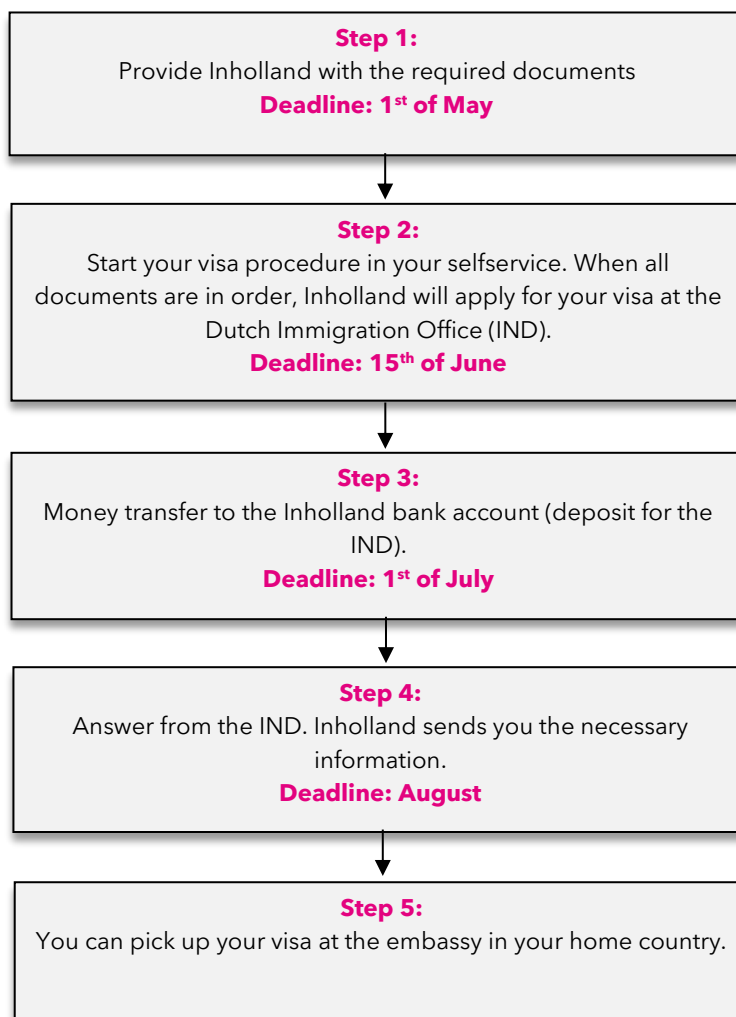 Step 1:
Provide Inholland with the required documents
Deadline: 1st of May
Step 2:
Start your visa procedure in your selfservice. When all
documents are in order, Inholland will apply for your visa at the
Dutch Immigration Office (IND).
Deadline: 15th of June
Step 3:
Money transfer to the Inholland bank account (deposit for the
IND).
Deadline: 1st of July
Step 4:
Answer from the IND. Inholland sends you the necessary
information.
Deadline: August
Step 5:
You can pick up your visa at the embassy in your home country.